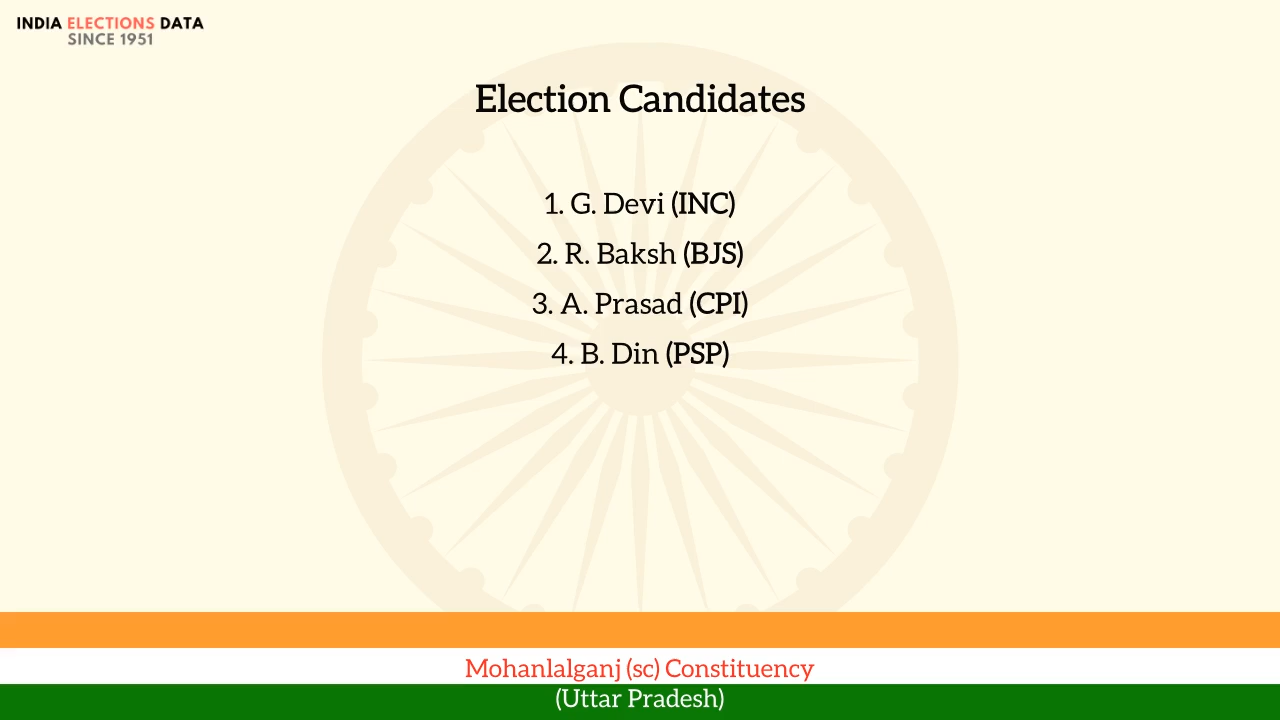 INDIA ELECTIONS DATA
SINCE 1951
Election Candidates
1. G. Devi (INC)
2. R. Baksh (BJS)
3. A. Prasad (CPI)
4. B. Din (PSP)
Mohanlalganj (sc) Constituency
(Uttar Pradesh)